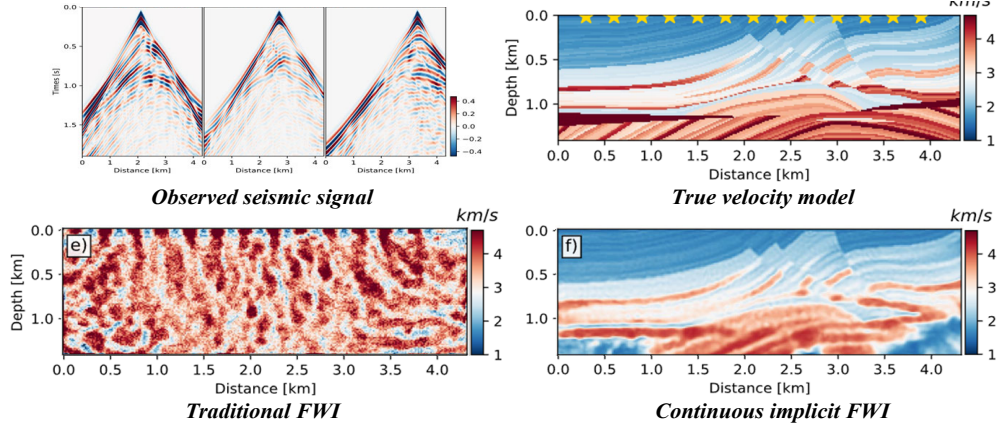 0.0
0.5
1.0
1.5
Times [s]
0 1 2 3 4
0 1 2 3 4
0 1 2 3 4
Distance [km]
Distance [km]
Distance [km]
0.4
0.2
0.0
−0.2
−0.4
Observed seismic signal
km/s
0.0
0.5
1.0
Depth [km]
0.0 0.5 1.0 1.5 2.0 2.5 3.0 3.5 4.0
Distance [km]
4
3
2
1
True velocity model
km/s
e)
0.0
0.5
1.0
Depth [km]
0.0 0.5 1.0 1.5 2.0 2.5 3.0 3.5 4.0
Distance [km]
4
3
2
1
Traditional FWI
km/s
f)
0.0
0.5
1.0
Depth [km]
0.0 0.5 1.0 1.5 2.0 2.5 3.0 3.5 4.0
Distance [km]
4
3
2
1
Continuous implicit FWI